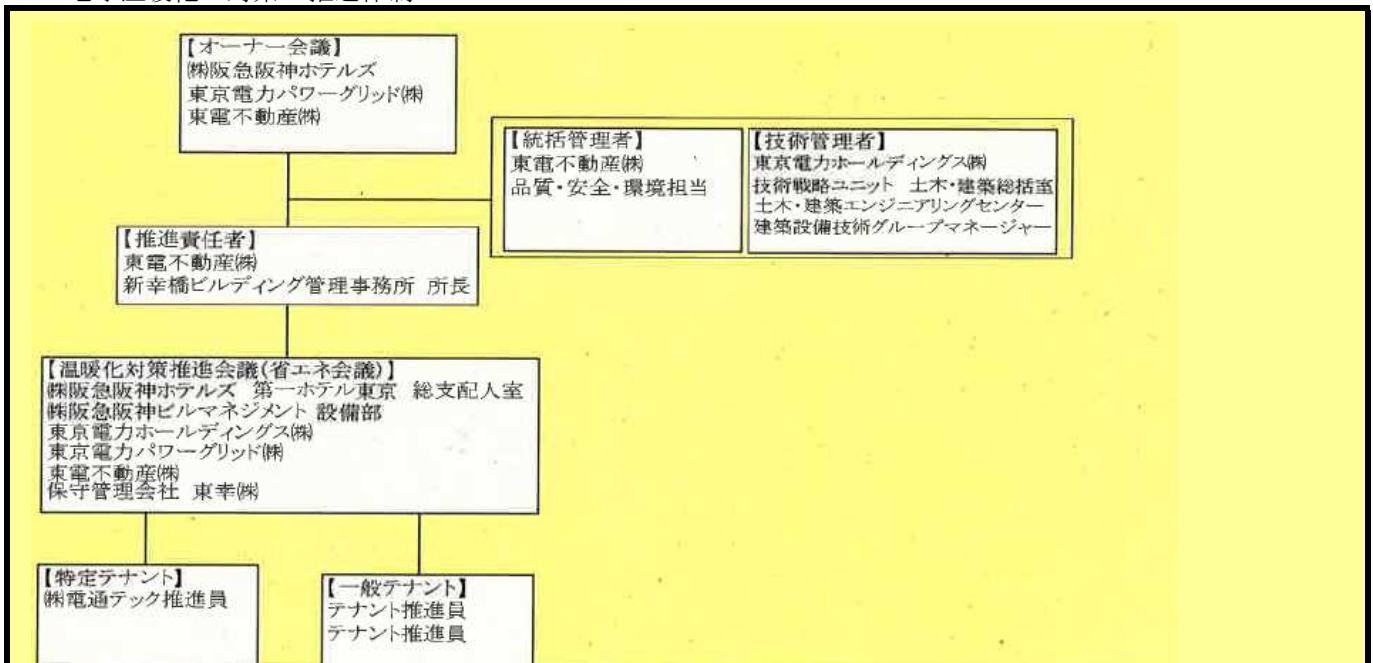 【オーナー会議】
㈱阪急阪神ホテルズ
東京電力パワーグリッド㈱
東電不動産㈱
【統括管理者】
東電不動産㈱
品質・安全・環境担当
【技術管理者】
東京電力ホールディングス㈱
技術戦略ユニット 土木・建築総括室
土木・建築エンジニアリングセンター
建築設備技術グループマネージャー
【推進責任者】
東電不動産㈱
新幸橋ビルディング管理事務所 所長
【温暖化対策推進会議(省エネ会議)】
㈱阪急阪神ホテルズ 第一ホテル東京 総支配人室
㈱阪急阪神ビルマネジメント 設備部
東京電力ホールディングス㈱
東京電力パワーグリッド㈱
東電不動産㈱
保守管理会社 東幸㈱
【特定テナント】
㈱電通テック推進員
【一般テナント】
テナント推進員
テナント推進員